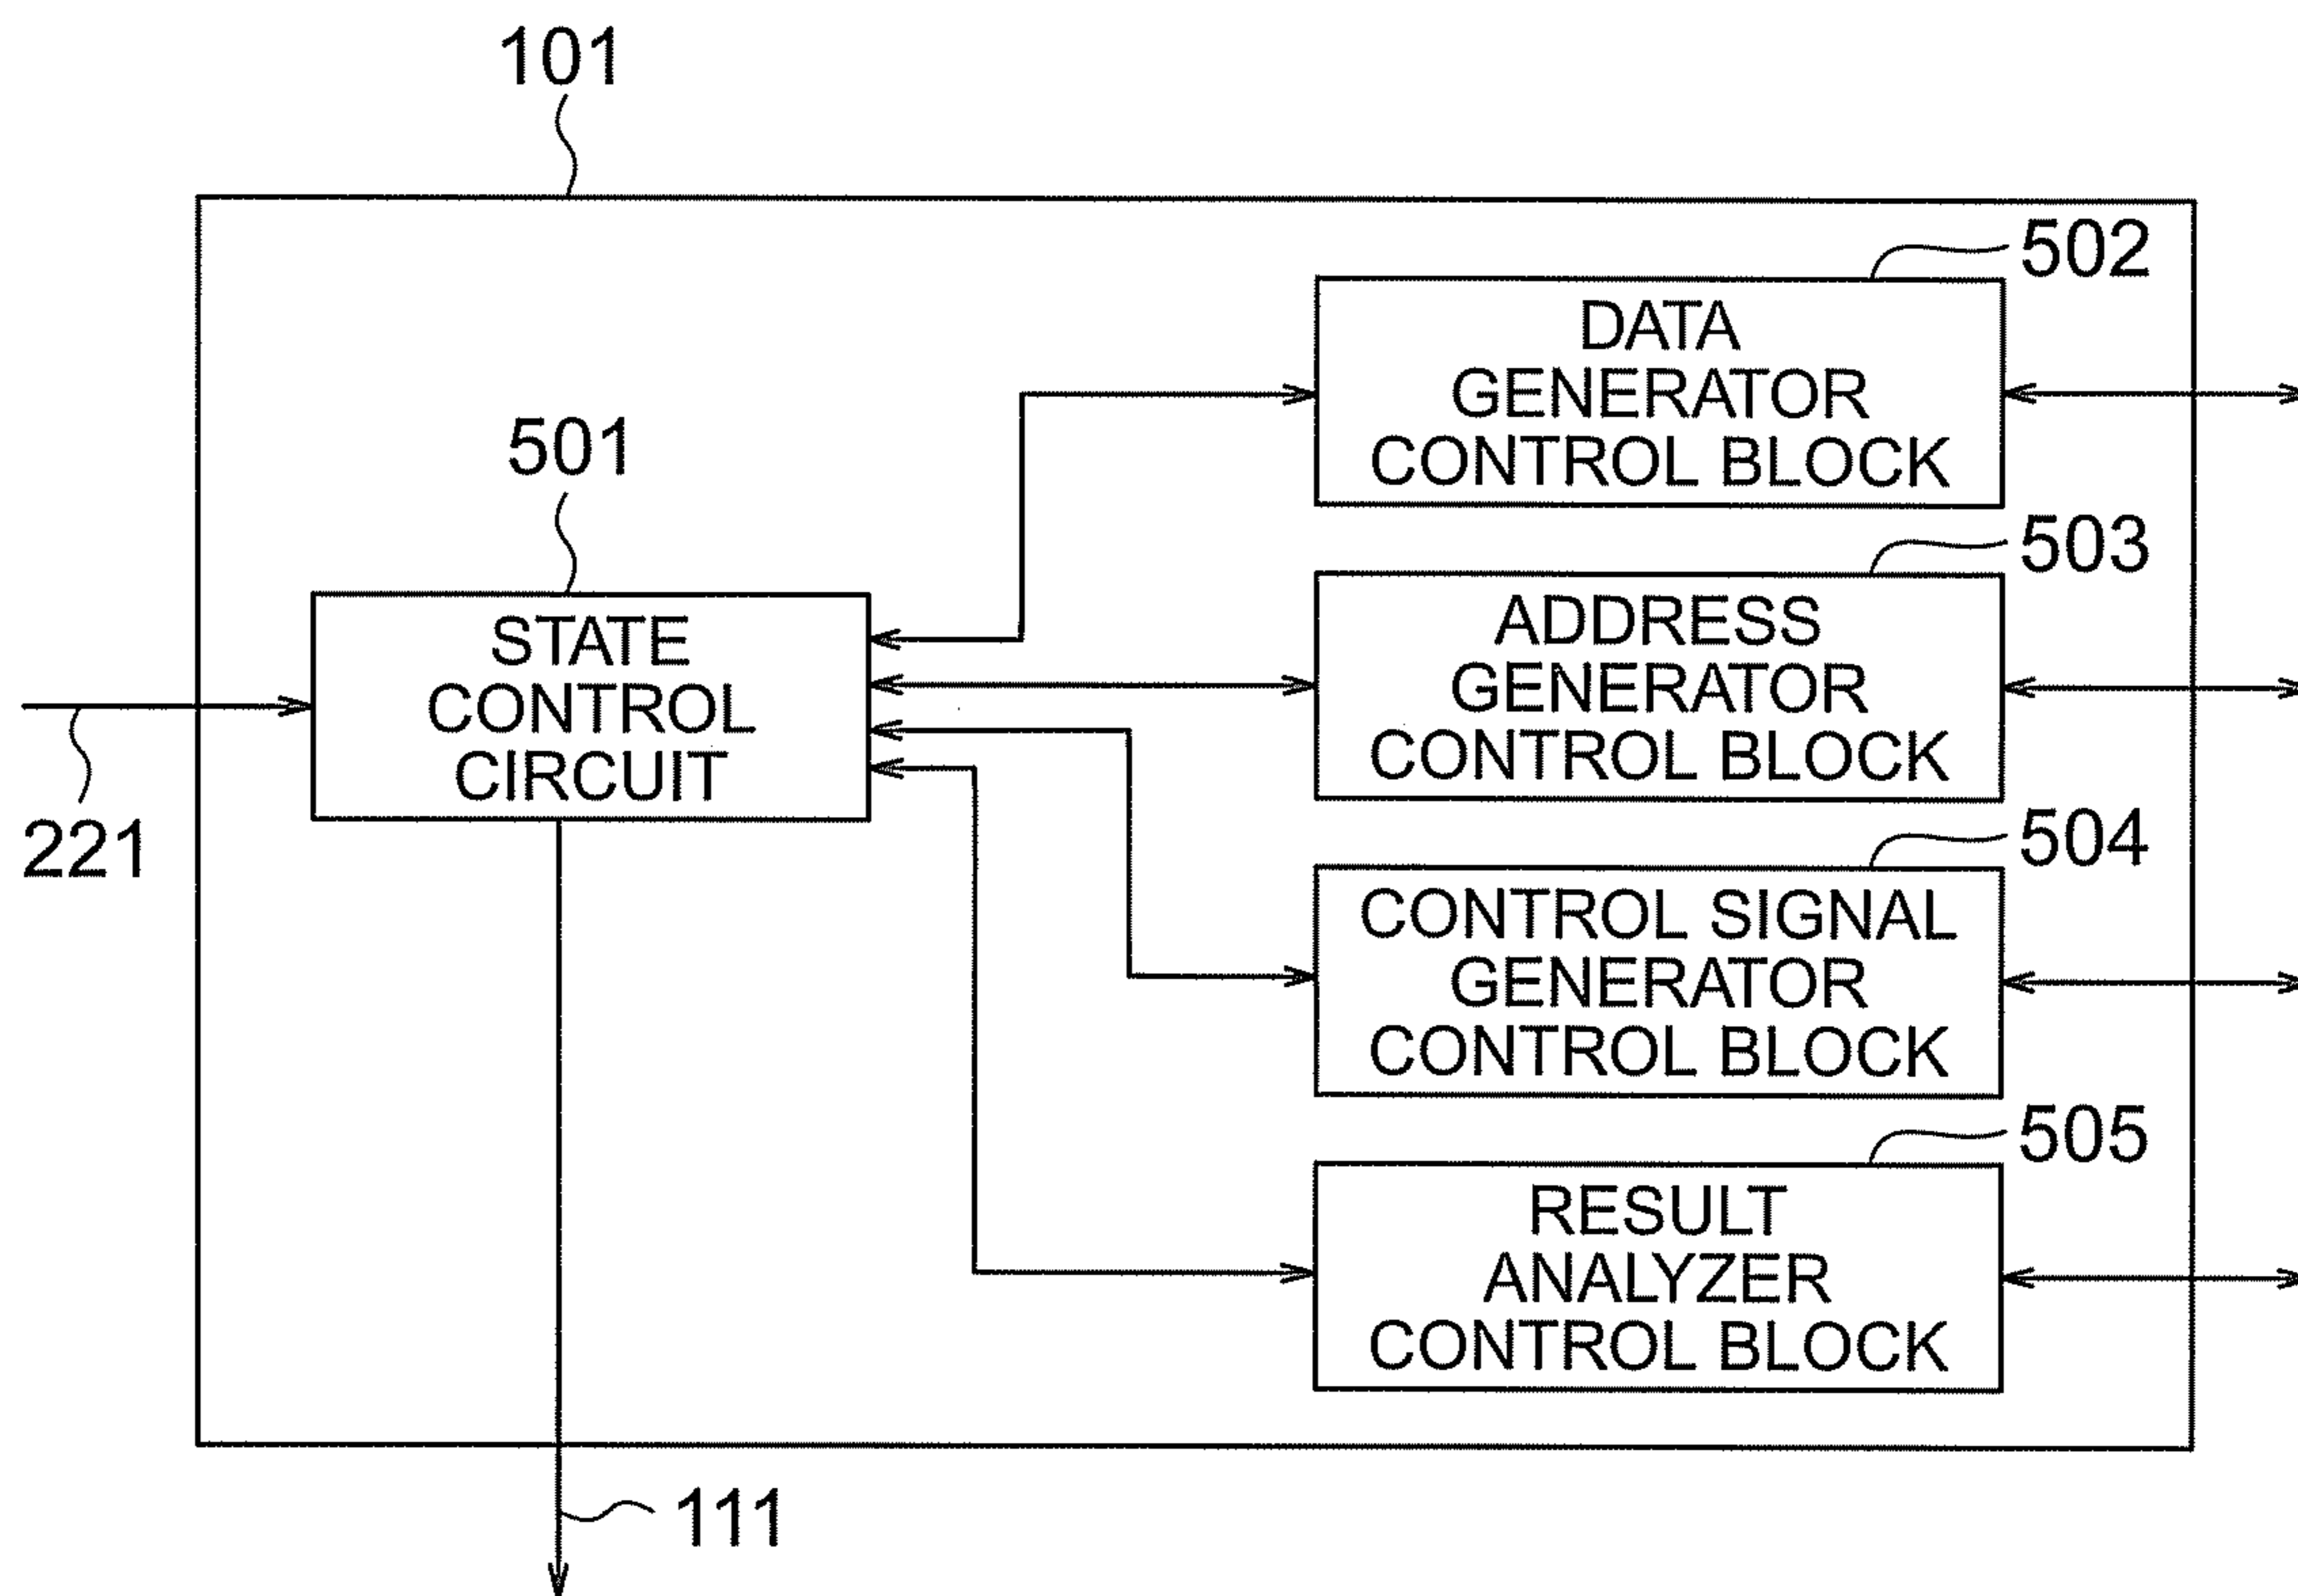 101
502
DATA
GENERATOR
CONTROL BLOCK
501
503
STATE
CONTROL
CIRCUIT
ADDRESS
GENERATOR
CONTROL BLOCK
221
504
CONTROL SIGNAL
GENERATOR
CONTROL BLOCK
505
RESULT
ANALYZER
CONTROL BLOCK
111